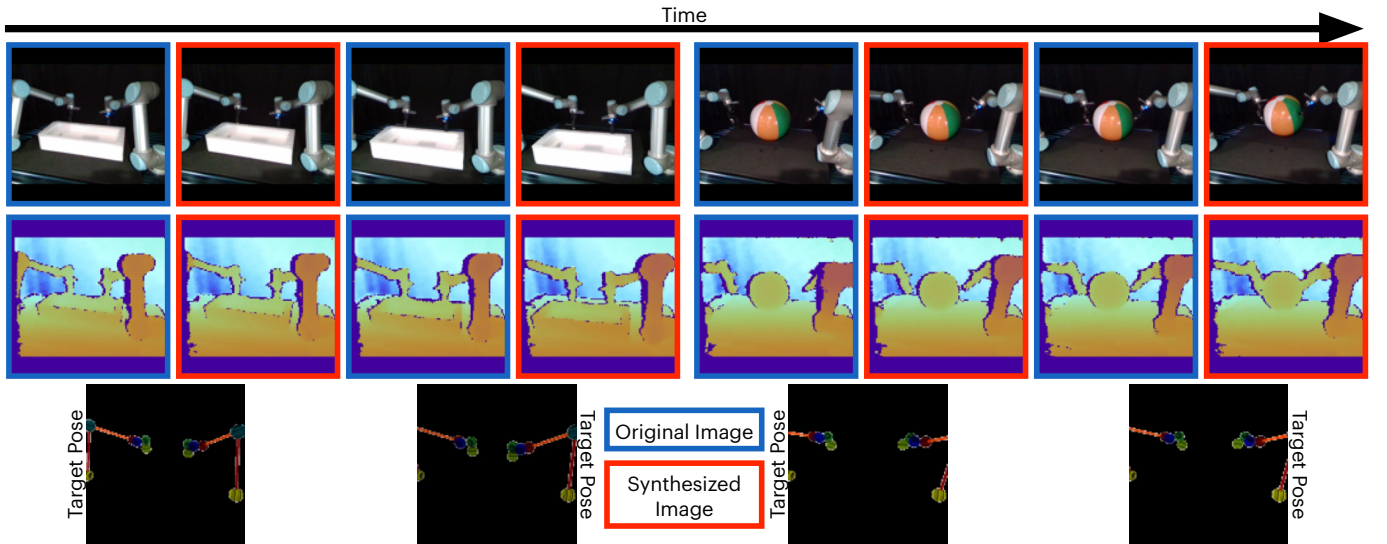 Time
Target Pose
Target Pose
Original Image
Synthesized
Image
Target Pose
Target Pose